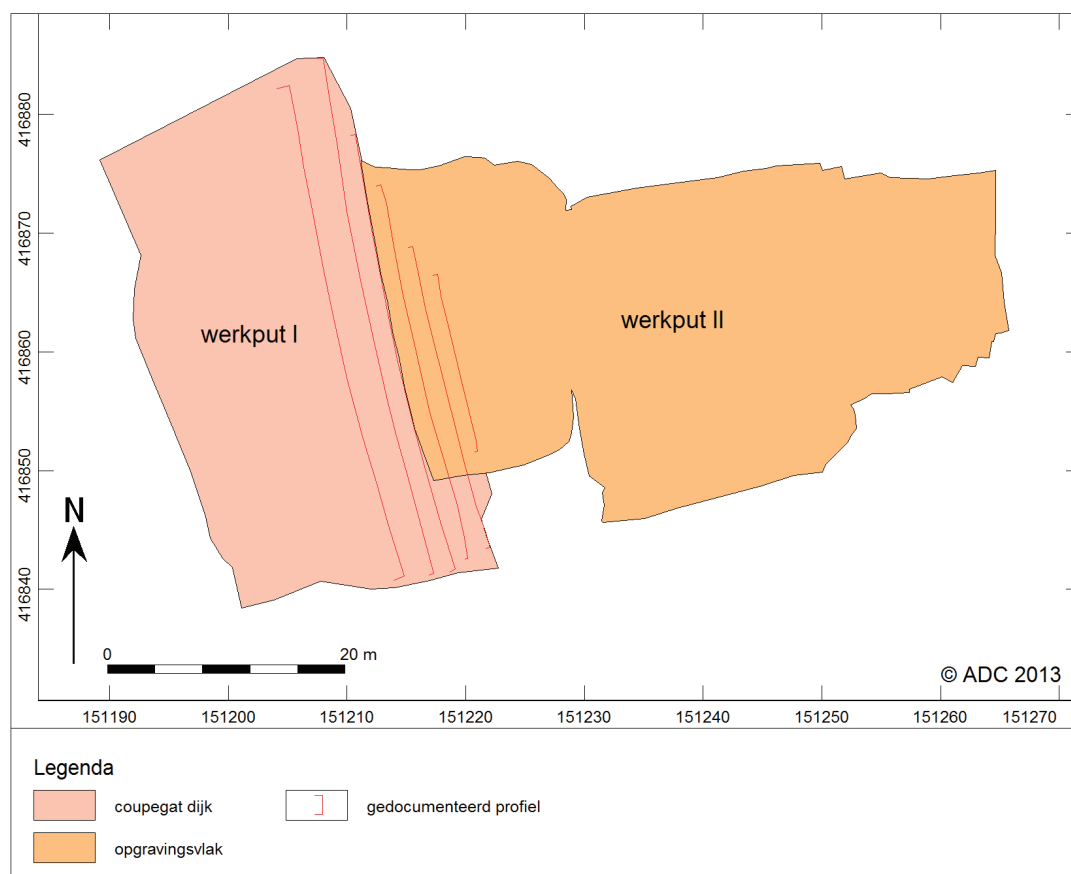 416880
416870
416860
416850
416840
werkput I
werkput II
N
0 20 m
© ADC 2013
151190 151200 151210 151220 151230 151240 151250 151260 151270
Legenda
coupegat dijk
gedocumenteerd profiel
opgravingsvlak